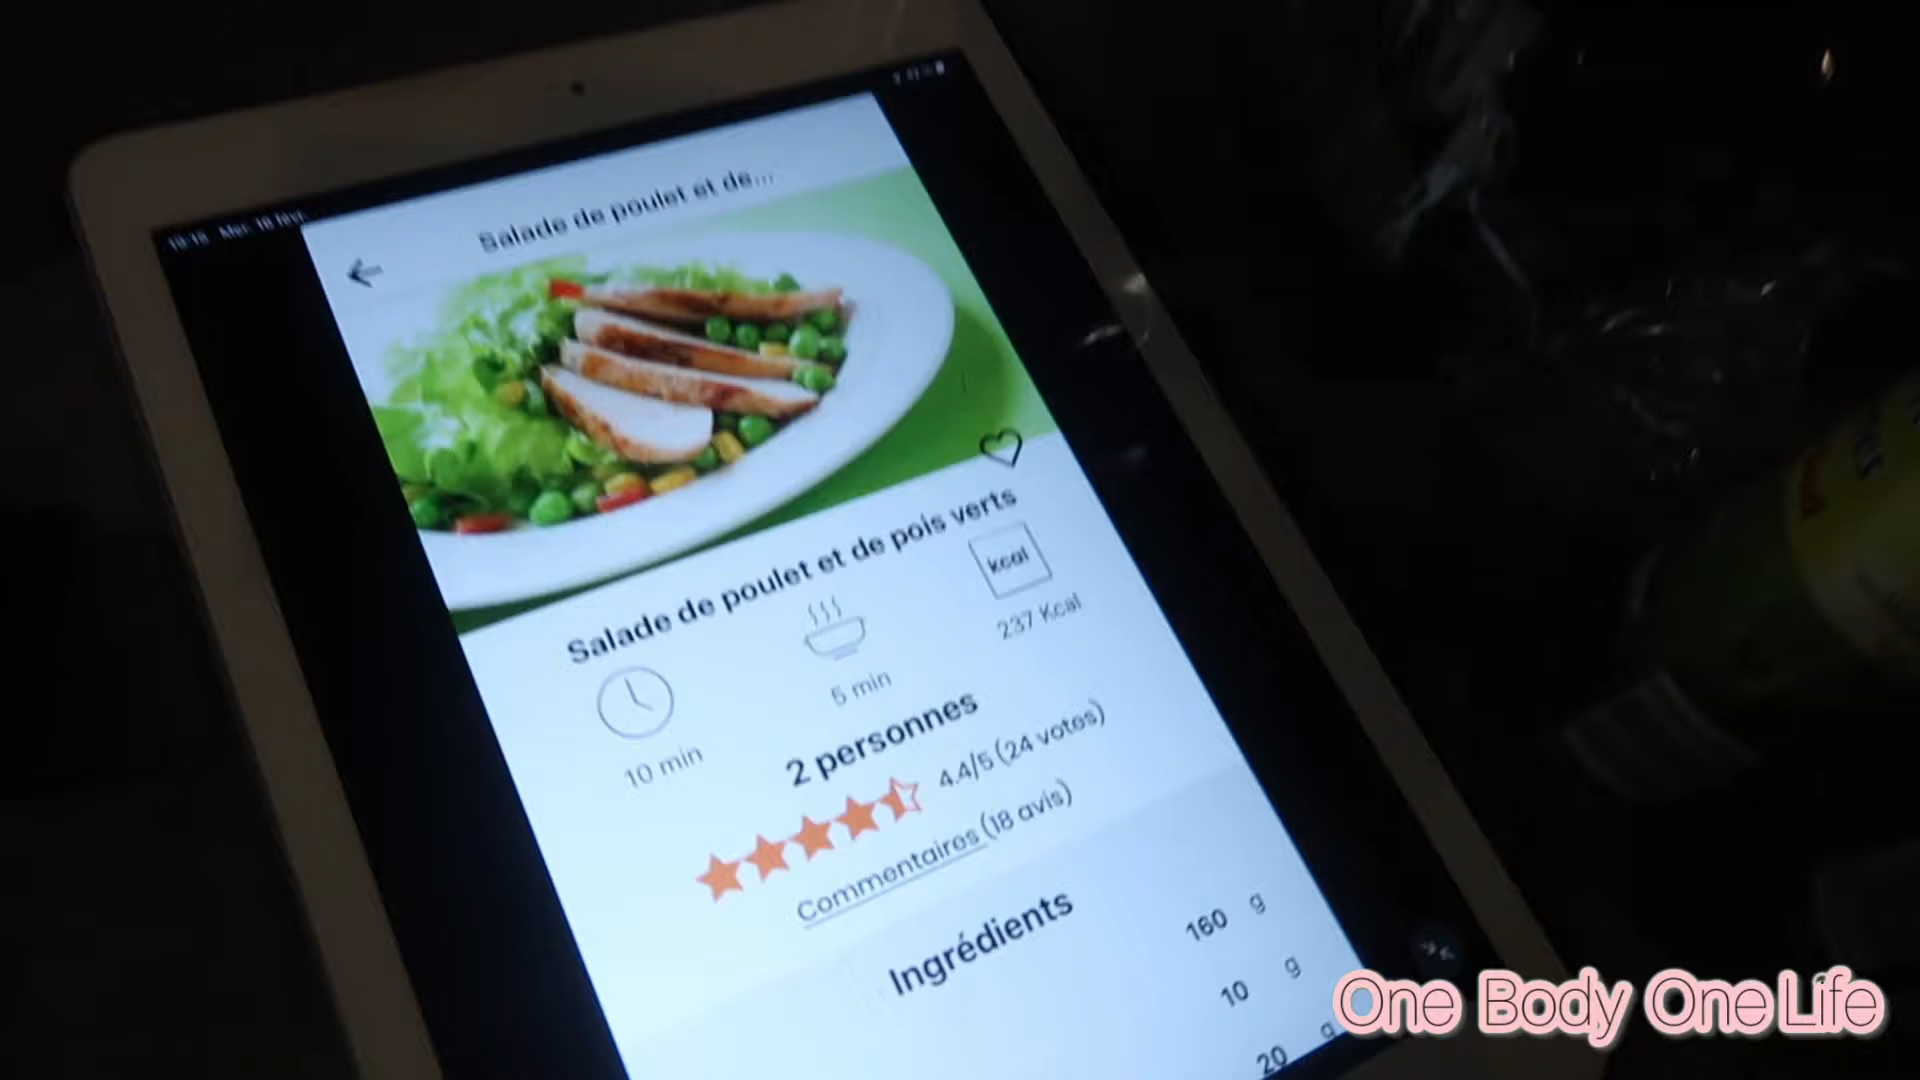 Salade de poulet et de...
Salade de poulet et de pois verts
kcal
10 min
5 min
237 Kcal
2 personnes
4.4/5 (24 votes)
Commentaires (18 avis)
Ingrédients
160 g
10 g
20 g
One Body One Life